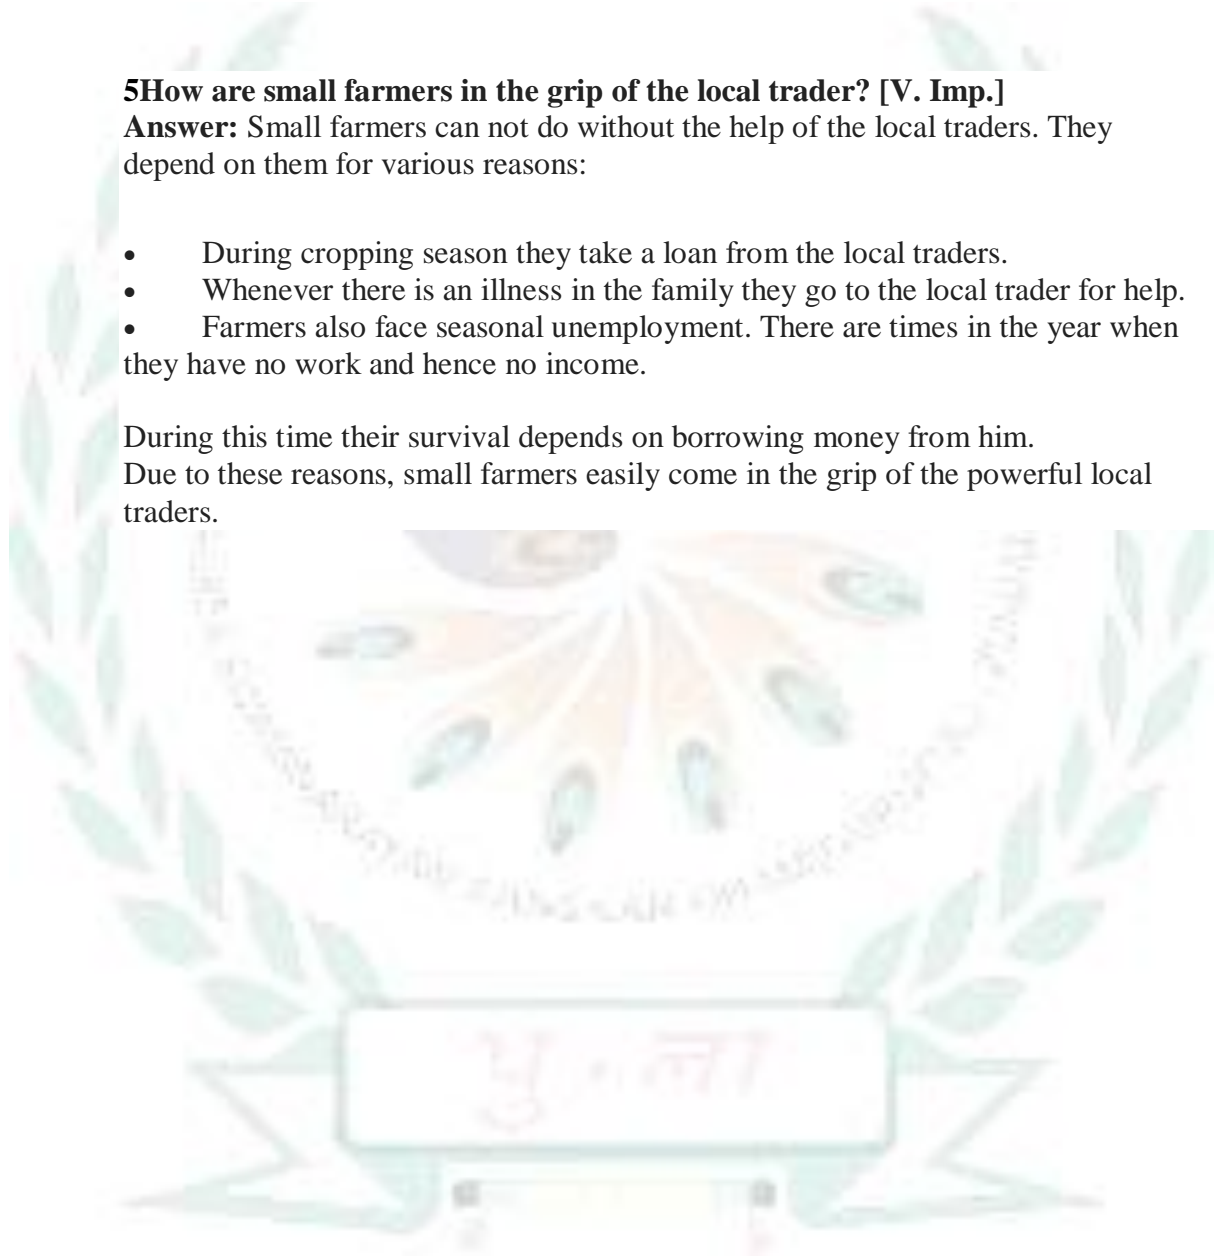 5How are small farmers in the grip of the local trader? [V. Imp.]
Answer: Small farmers can not do without the help of the local traders. They
depend on them for various reasons:
• During cropping season they take a loan from the local traders.
• Whenever there is an illness in the family they go to the local trader for help.
• Farmers also face seasonal unemployment. There are times in the year when
they have no work and hence no income.
During this time their survival depends on borrowing money from him.
Due to these reasons, small farmers easily come in the grip of the powerful local
traders.